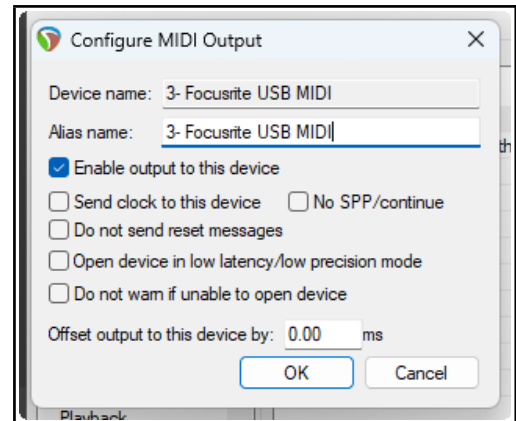 Configure MIDI Output
Device name: 3- Focusrite USB MIDI
Alias name: 3- Focusrite USB MIDI
Enable output to this device
Send clock to this device No SPP/continue
Do not send reset messages
Open device in low latency/low precision mode
Do not warn if unable to open device
Offset output to this device by: 0.00 ms
OK Cancel
Playback